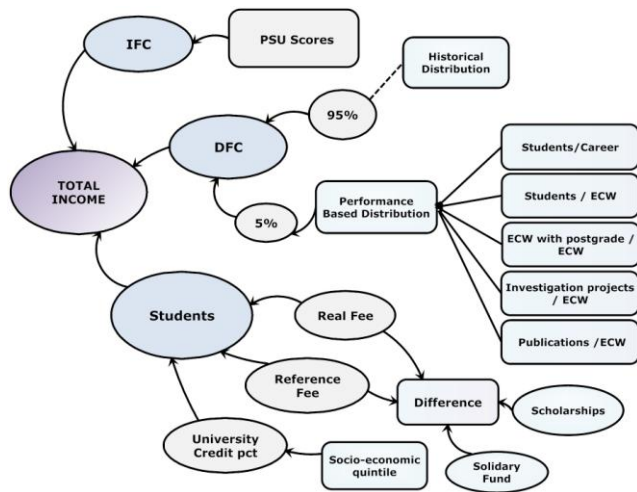 IFC
PSU Scores
Historical
Distribution
95%
DFC
TOTAL
INCOME
5%
Performance
Based Distribution
Students/Career
Students / ECW
ECW with postgrade /
ECW
Investigation projects
/ ECW
Publications /ECW
Students
Real Fee
Reference
Fee
Difference
Scholarships
University
Credit pct
Socio-economic
quintile
Solidary
Fund